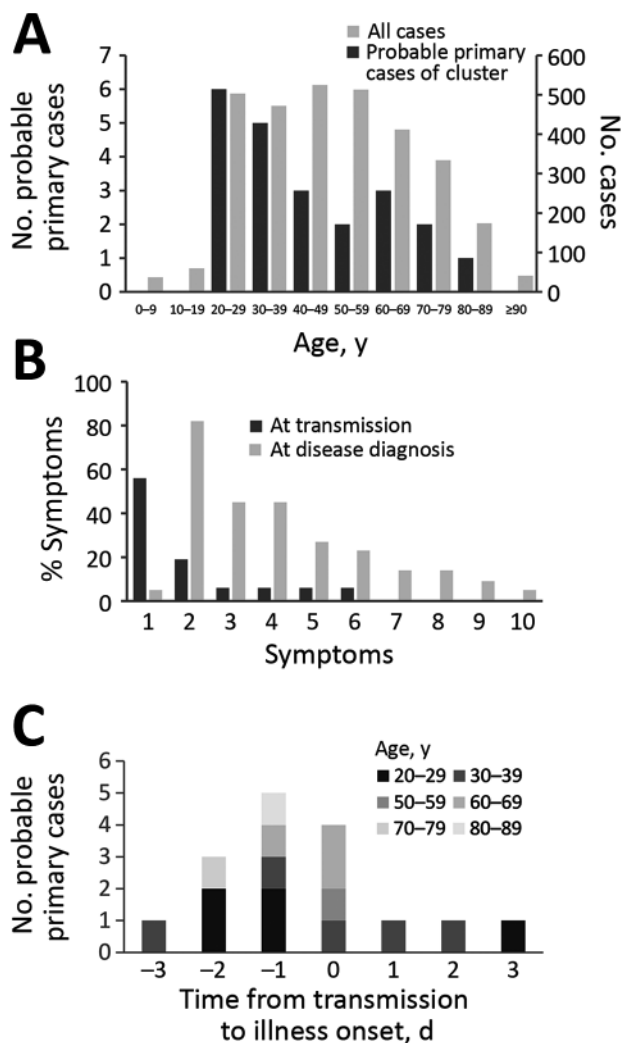 A
All cases
Probable primary
cases of cluster
No. probable
primary cases
7
6
5
4
3
2
1
0
600
500
400
300
200
100
0
No. cases
0–9 10–19 20–29 30–39 40–49 50–59 60–69 70–79 80–89 ≥90
Age, y
B
At transmission
At disease diagnosis
% Symptoms
100
80
60
40
20
0
1 2 3 4 5 6 7 8 9 10
Symptoms
C
Age, y
20–29 30–39
50–59 60–69
70–79 80–89
No. probable
primary cases
6
5
4
3
2
1
0
–3 –2 –1 0 1 2 3
Time from transmission
to illness onset, d